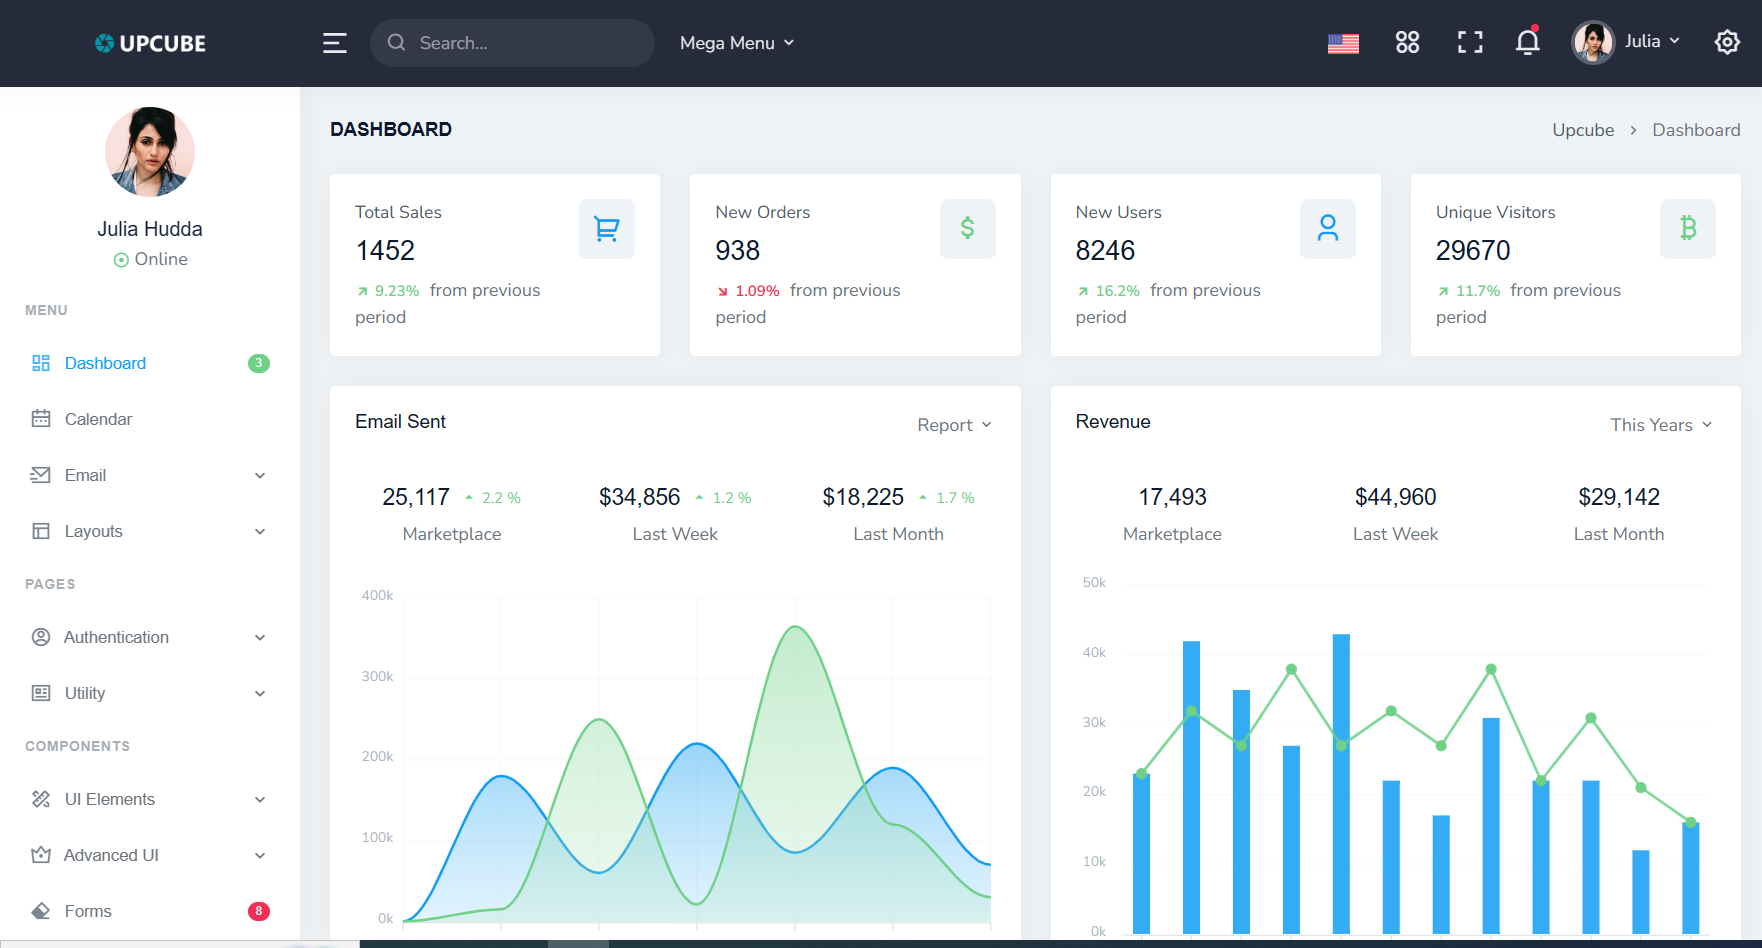 UPCUBE
Search...
Mega Menu
Julia
Julia Hudda
Online
MENU
Dashboard 3
Calendar
Email
Layouts
PAGES
Authentication
Utility
COMPONENTS
UI Elements
Advanced UI
Forms 8
DASHBOARD
Upcube > Dashboard
Total Sales
1452
9.23% from previous
period
New Orders
938
$
1.09% from previous
period
New Users
8246
16.2% from previous
period
Unique Visitors
29670
₿
11.7% from previous
period
Email Sent
Report
25,117 2.2 %
Marketplace
$34,856 1.2 %
Last Week
$18,225 1.7 %
Last Month
400k
300k
200k
100k
0k
Revenue
This Years
17,493
Marketplace
$44,960
Last Week
$29,142
Last Month
50k
40k
30k
20k
10k
0k